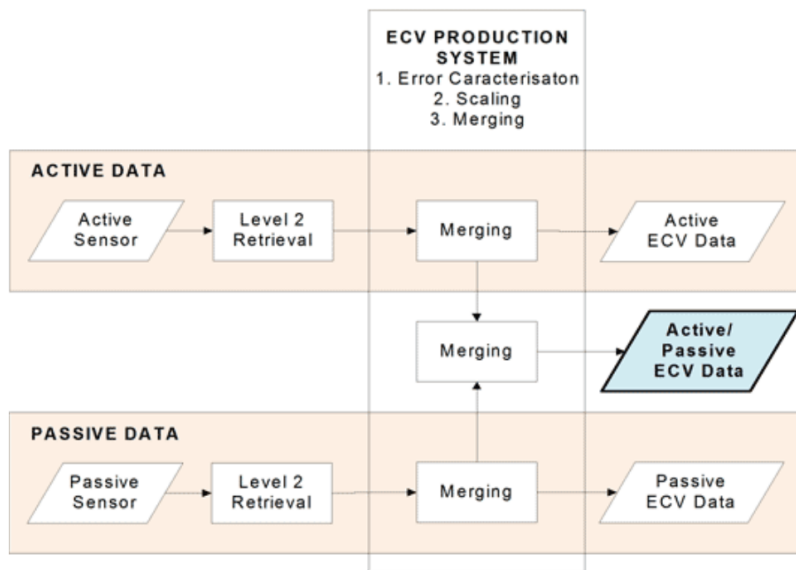 ECV PRODUCTION
SYSTEM
1. Error Caracterisaton
2. Scaling
3. Merging
ACTIVE DATA
Active
Sensor
Level 2
Retrieval
Merging
Active
ECV Data
Merging
Active/
Passive
ECV Data
PASSIVE DATA
Passive
Sensor
Level 2
Retrieval
Merging
Passive
ECV Data